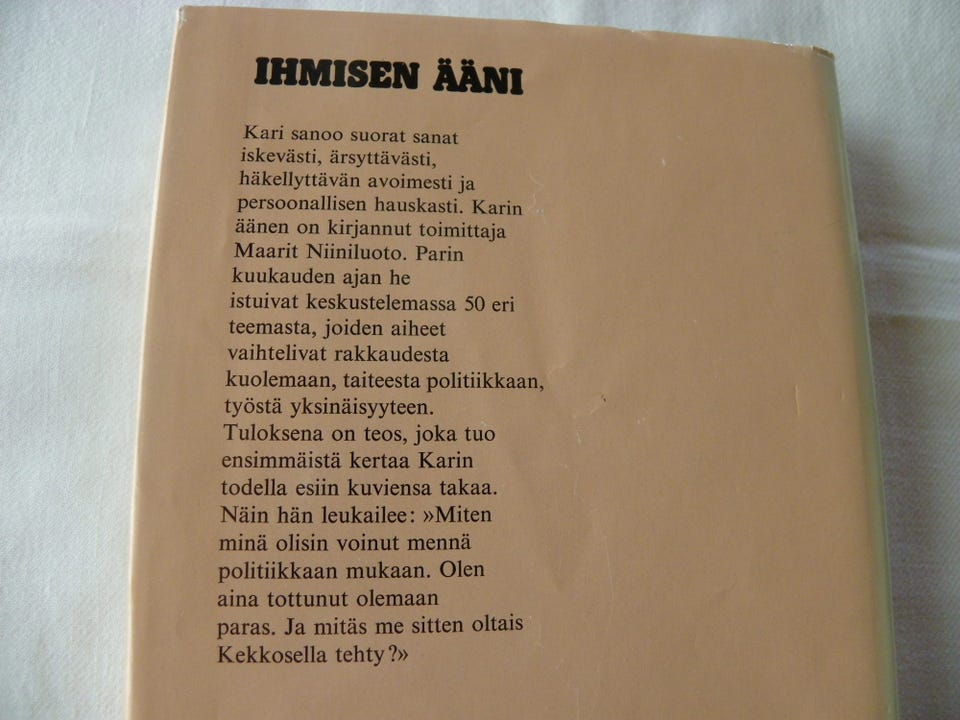 IHMISEN ÄÄNI
Kari sanoo suorat sanat
iskevästi, ärsyttävästi,
häkellyttävän avoimesti ja
persoonallisen hauskasti. Karin
äänen on kirjannut toimittaja
Maarit Niiniluoto. Parin
kuukauden ajan he
istuivat keskustelemassa 50 eri
teemasta, joiden aiheet
vaihtelivat rakkaudesta
kuolemaan, taiteesta politiikkaan,
työstä yksinäisyyteen.
Tuloksena on teos, joka tuo
ensimmäistä kertaa Karin
todella esiin kuviensa takaa.
Näin hän leukailee: »Miten
minä olisin voinut mennä
politiikkaan mukaan. Olen
aina tottunut olemaan
paras. Ja mitäs me sitten oltais
Kekkosella tehty?»